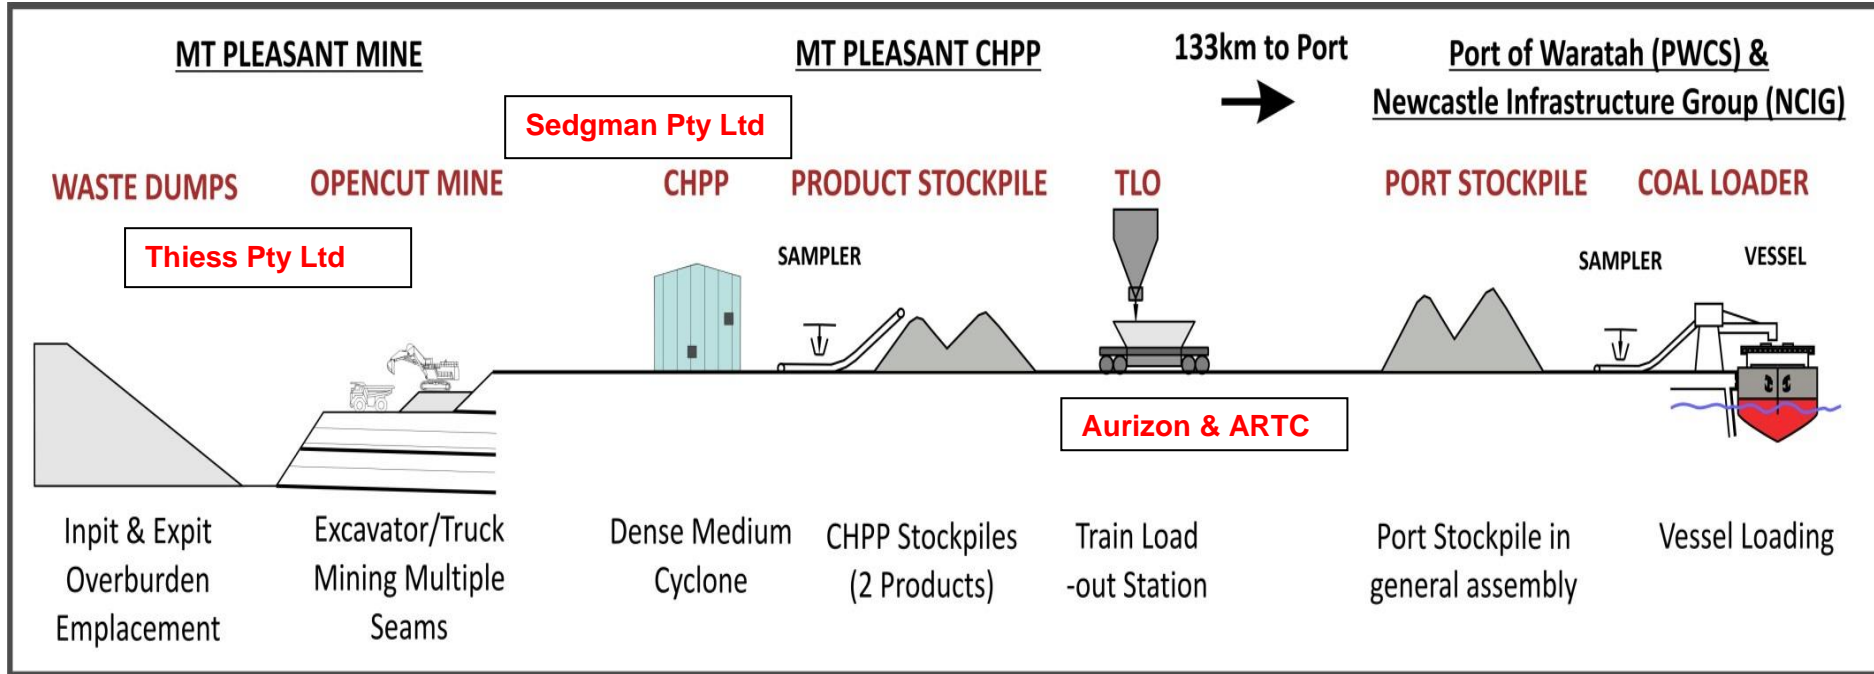 MT PLEASANT MINE
MT PLEASANT CHPP
133km to Port
Port of Waratah (PWCS) &
Newcastle Infrastructure Group (NCIG)
Sedgman Pty Ltd
WASTE DUMPS
OPENCUT MINE
CHPP
PRODUCT STOCKPILE
TLO
PORT STOCKPILE
COAL LOADER
Thiess Pty Ltd
SAMPLER
SAMPLER
VESSEL
Aurizon & ARTC
Inpit & Expit
Overburden
Emplacement
Excavator/Truck
Mining Multiple
Seams
Dense Medium
Cyclone
CHPP Stockpiles
(2 Products)
Train Load
-out Station
Port Stockpile in
general assembly
Vessel Loading